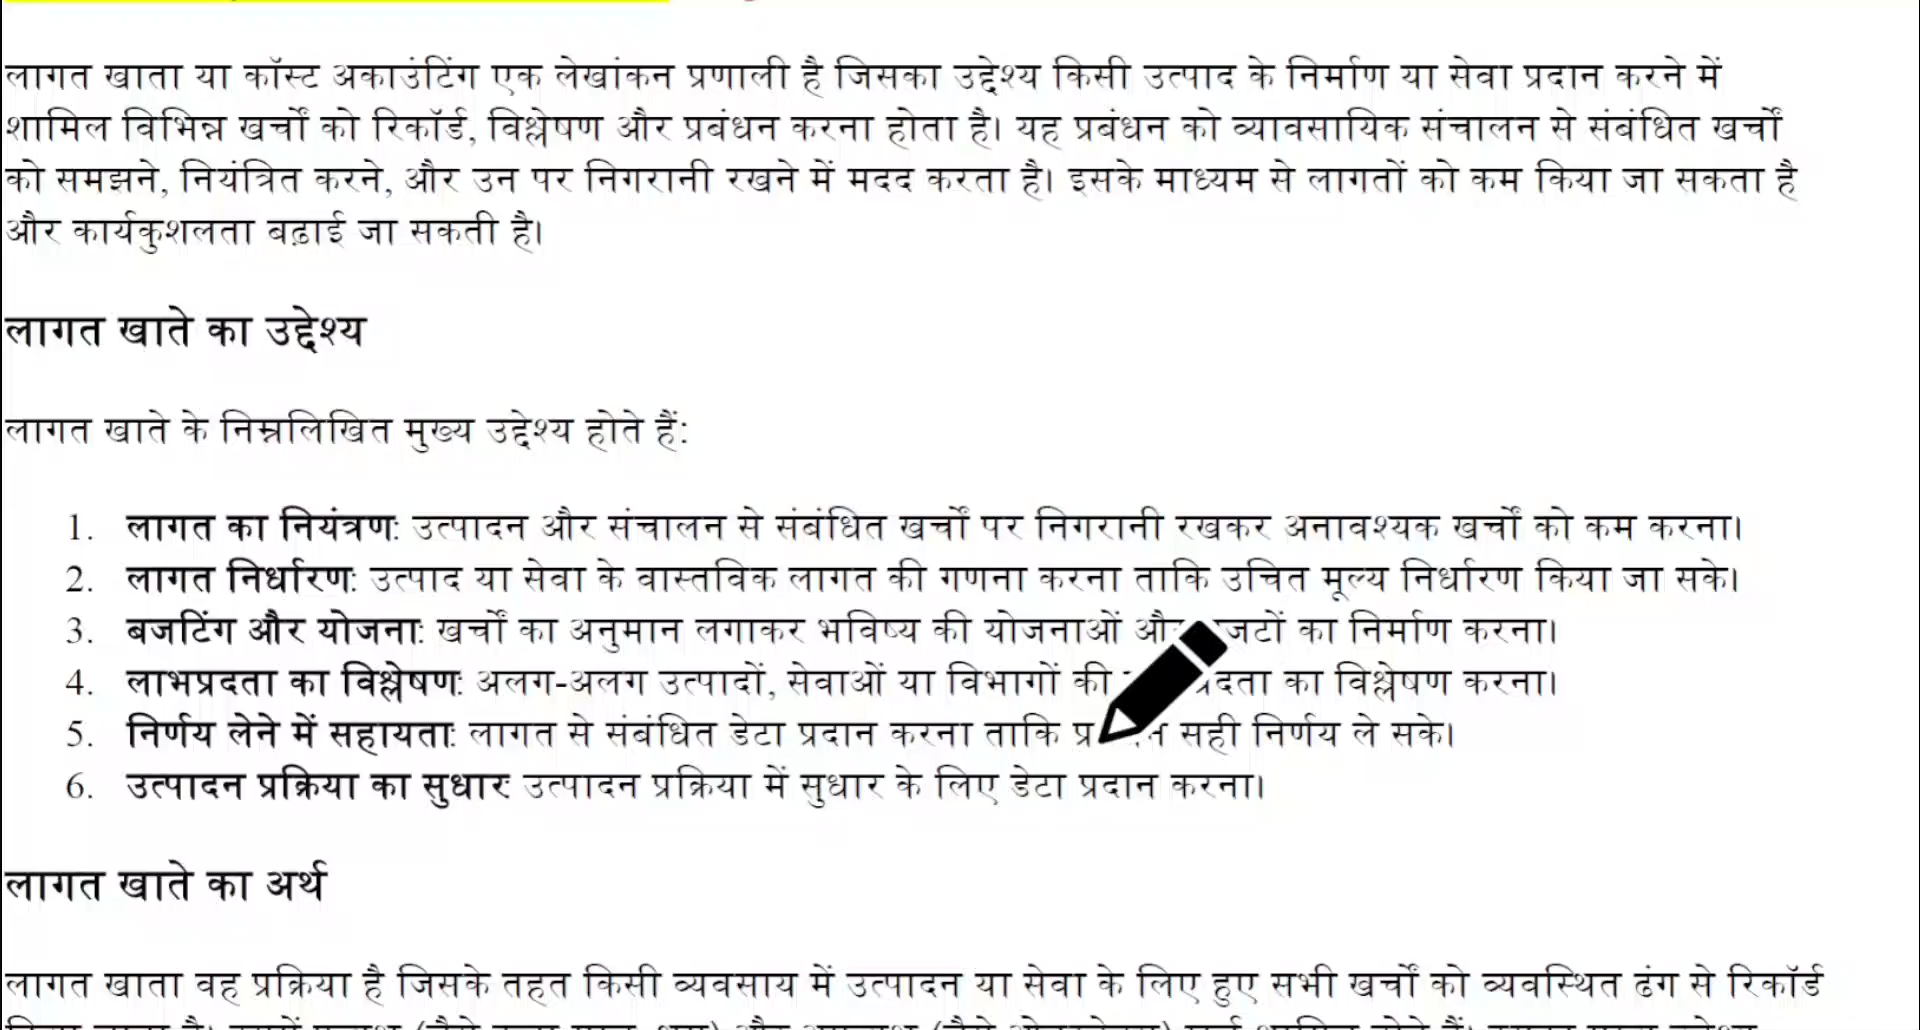 लागत खाता या कॉस्ट अकाउंटिंग एक लेखांकन प्रणाली है जिसका उद्देश्य किसी उत्पाद के निर्माण या सेवा प्रदान करने में
शामिल विभिन्न खर्चों को रिकॉर्ड, विश्लेषण और प्रबंधन करना होता है। यह प्रबंधन को व्यावसायिक संचालन से संबंधित खर्चों
को समझने, नियंत्रित करने, और उन पर निगरानी रखने में मदद करता है। इसके माध्यम से लागतों को कम किया जा सकता है
और कार्यकुशलता बढ़ाई जा सकती है।
लागत खाते का उद्देश्य
लागत खाते के निम्नलिखित मुख्य उद्देश्य होते हैं:
1. लागत का नियंत्रण: उत्पादन और संचालन से संबंधित खर्चों पर निगरानी रखकर अनावश्यक खर्चों को कम करना।
2. लागत निर्धारण: उत्पाद या सेवा के वास्तविक लागत की गणना करना ताकि उचित मूल्य निर्धारण किया जा सके।
3. बजटिंग और योजना: खर्चों का अनुमान लगाकर भविष्य की योजनाओं का निर्माण करना।
4. लाभप्रदता का विश्लेषण: अलग-अलग उत्पादों, सेवाओं या विभागों की का विश्लेषण करना।
5. निर्णय लेने में सहायता: लागत से संबंधित डेटा प्रदान करना ताकि सही निर्णय ले सके।
6. उत्पादन प्रक्रिया का सुधार: उत्पादन प्रक्रिया में सुधार के लिए डेटा प्रदान करना।
लागत खाते का अर्थ
लागत खाता वह प्रक्रिया है जिसके तहत किसी व्यवसाय में उत्पादन या सेवा के लिए हुए सभी खर्चों को व्यवस्थित ढंग से रिकॉर्ड